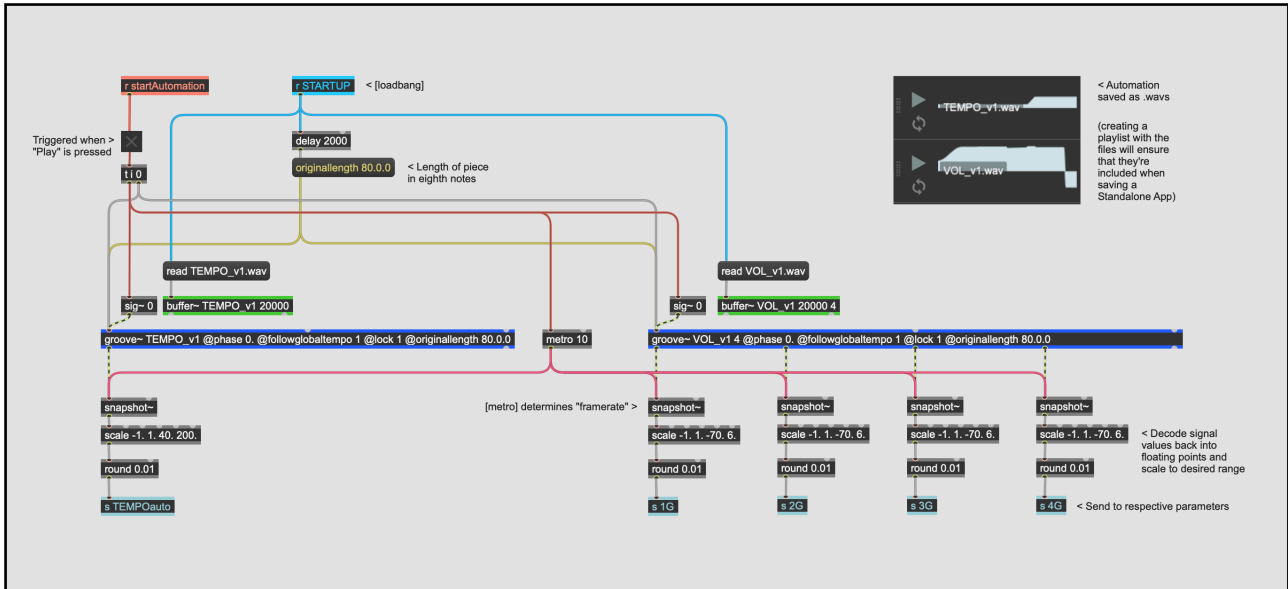 r startAutomation
r STARTUP
< [loadbang]
Triggered when >
"Play" is pressed
t i 0
delay 2000
originallength 80.0.0
< Length of piece
in eighth notes
TEMPO_v1.wav
VOL_v1.wav
< Automation
saved as .wavs
(creating a
playlist with the
files will ensure
that they're
included when
saving a
Standalone App)
read TEMPO_v1.wav
read VOL_v1.wav
sig~ 0
buffer~ TEMPO_v1 20000
sig~ 0
buffer~ VOL_v1 20000 4
groove~ TEMPO_v1 @phase 0. @followglobaltempo 1 @lock 1 @originallength 80.0.0
metro 10
groove~ VOL_v1 4 @phase 0. @followglobaltempo 1 @lock 1 @originallength 80.0.0
[metro] determines "framerate" >
snapshot~
snapshot~
snapshot~
snapshot~
snapshot~
scale -1. 1. 40. 200.
scale -1. 1. -70. 6.
scale -1. 1. -70. 6.
scale -1. 1. -70. 6.
scale -1. 1. -70. 6.
< Decode signal
values back into
floating points and
scale to desired range
round 0.01
round 0.01
round 0.01
round 0.01
round 0.01
s TEMPOauto
s 1G
s 2G
s 3G
s 4G
< Send to respective parameters